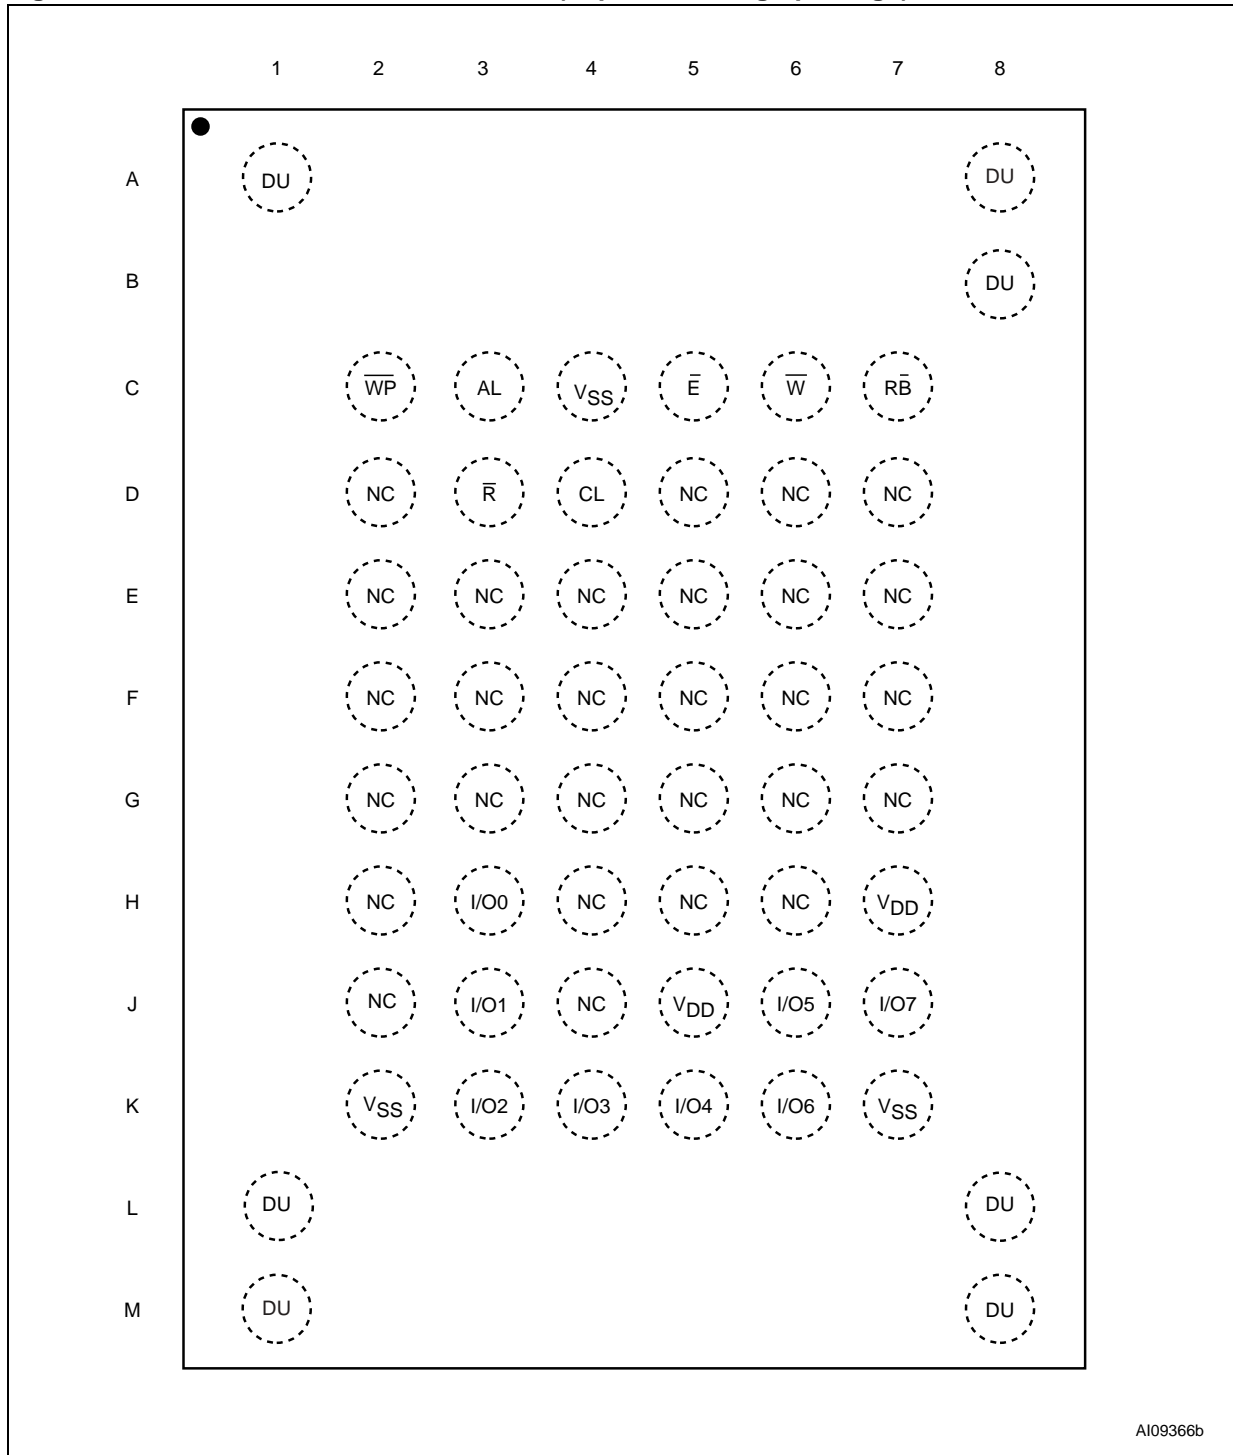 1 2 3 4 5 6 7 8
A DU DU
B DU
C W̅P̅ AL VSS E̅ W̅ RB̅
D NC R̅ CL NC NC NC
E NC NC NC NC NC NC
F NC NC NC NC NC NC
G NC NC NC NC NC NC
H NC I/O0 NC NC NC VDD
J NC I/O1 NC VDD I/O5 I/O7
K VSS I/O2 I/O3 I/O4 I/O6 VSS
L DU DU
M DU DU
AI09366b